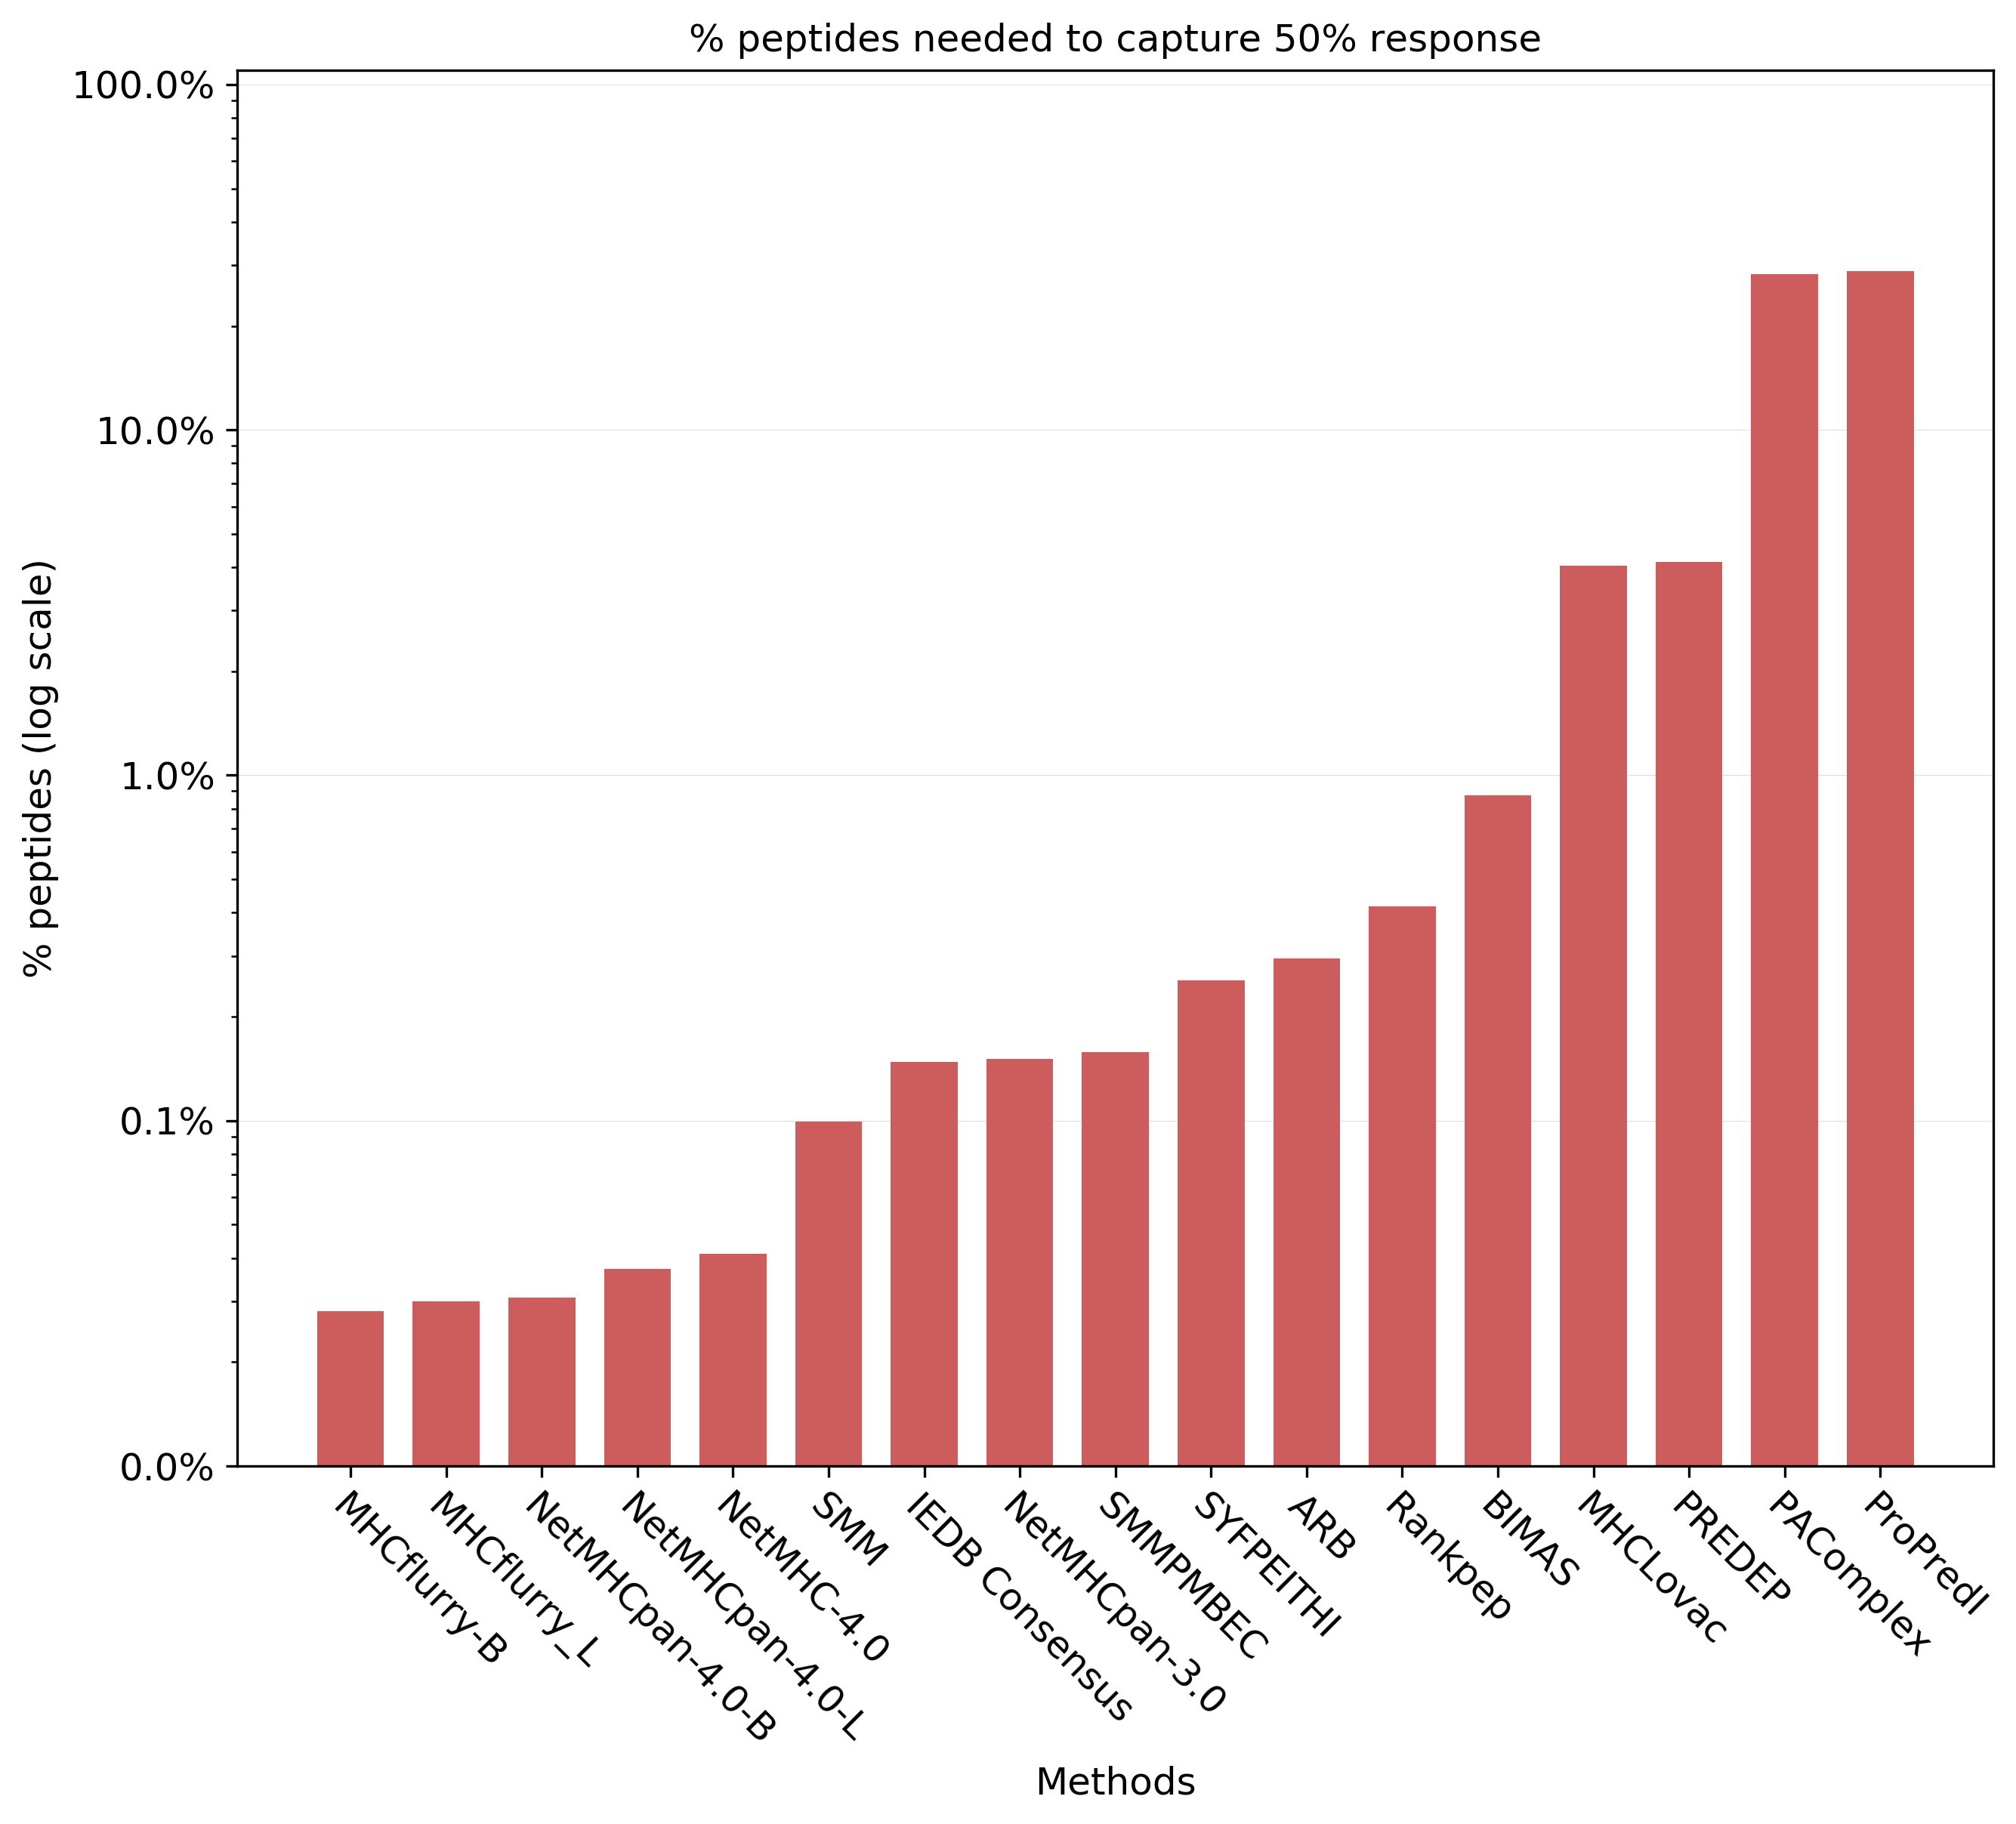 % peptides needed to capture 50% response
100.0%
10.0%
1.0%
0.1%
0.0%
% peptides (log scale)
MHCflurry-B
MHCflurry_L
NetMHCpan-4.0-B
NetMHCpan-4.0-L
NetMHC-4.0
SMM
IEDB Consensus
NetMHCpan-3.0
SMMPMBEC
SYFPEITHI
ARB
Rankpep
BIMAS
MHCLovac
PREDEP
PAComplex
ProPredI
Methods